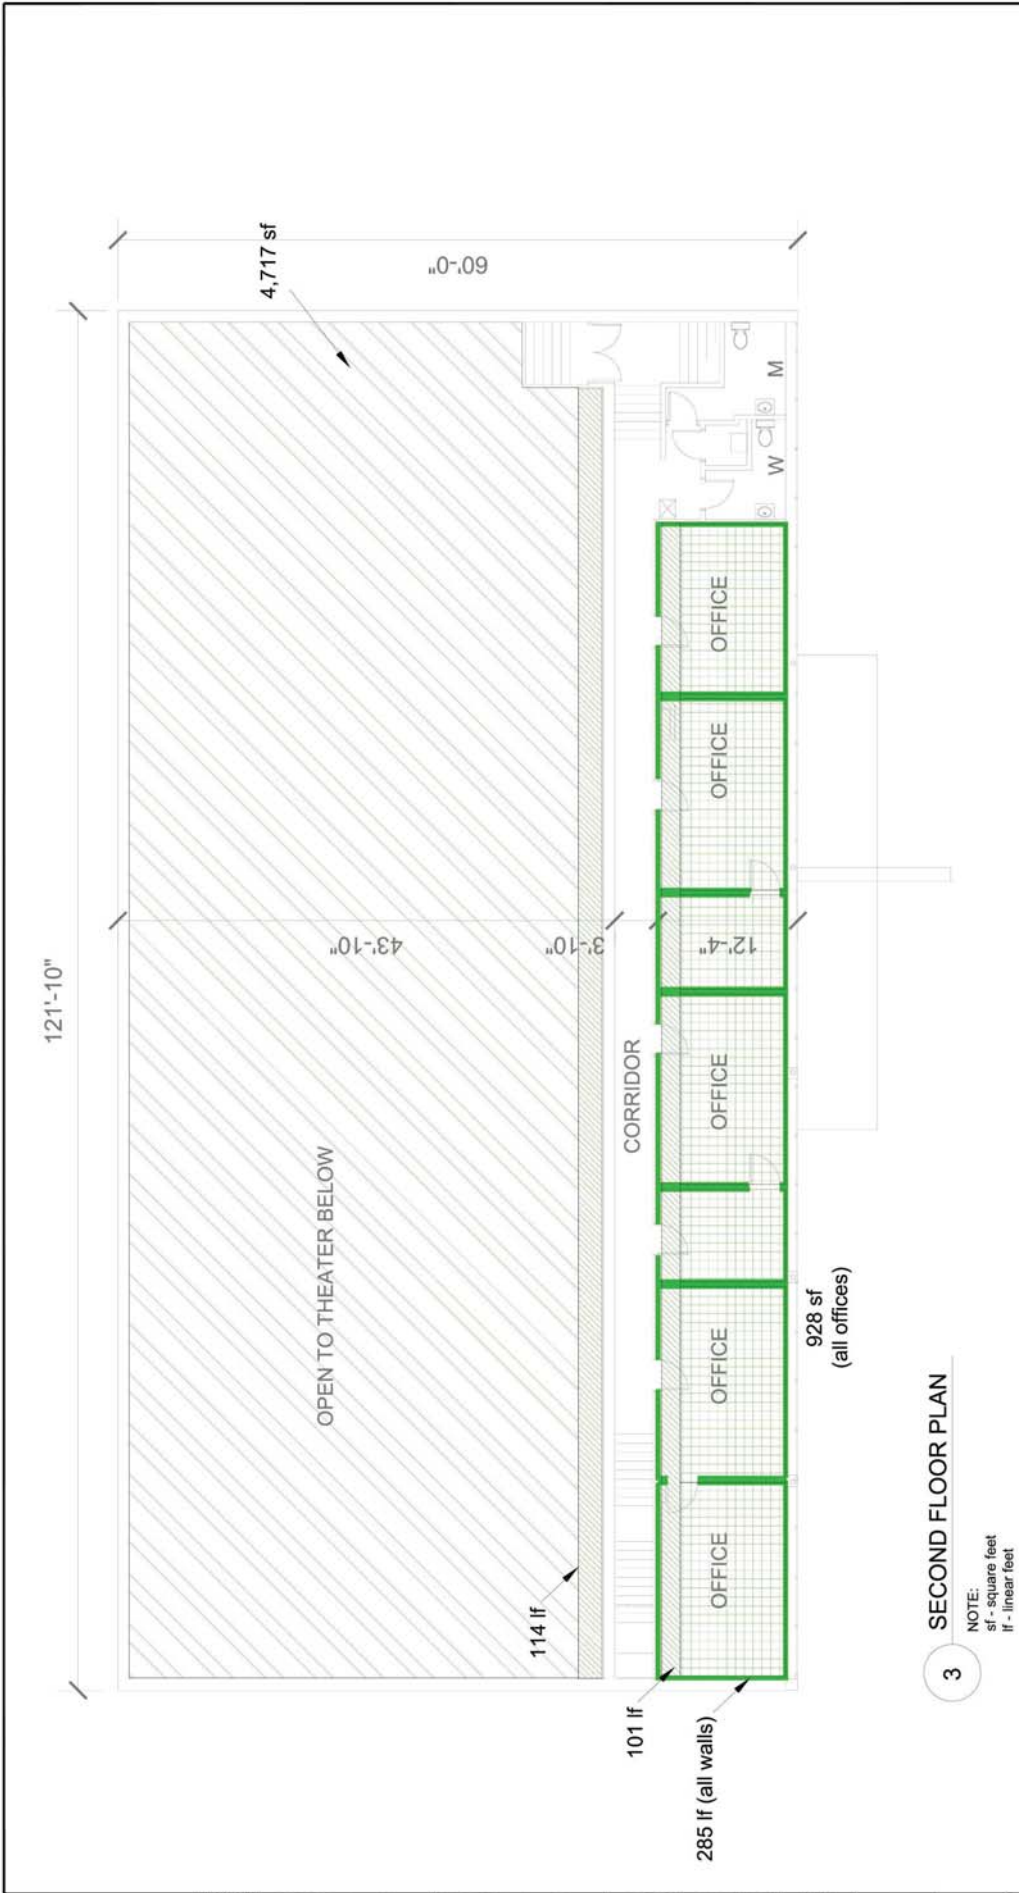 121'-10"
60'-0"
4,717 sf
OPEN TO THEATER BELOW
43'-10"
3'-10"
12'-4"
114 lf
CORRIDOR
101 lf
285 lf (all walls)
OFFICE
OFFICE
OFFICE
OFFICE
OFFICE
W
M
928 sf
(all offices)
3
SECOND FLOOR PLAN
NOTE:
sf - square feet
lf - linear feet